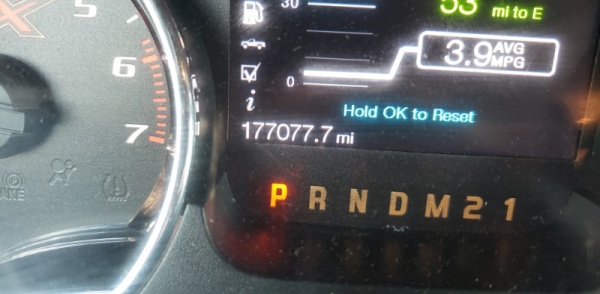 5
6
7
X
30
53 mi to E
3.9 AVG MPG
0
i
Hold OK to Reset
177077.7 mi
P R N D M 2 1